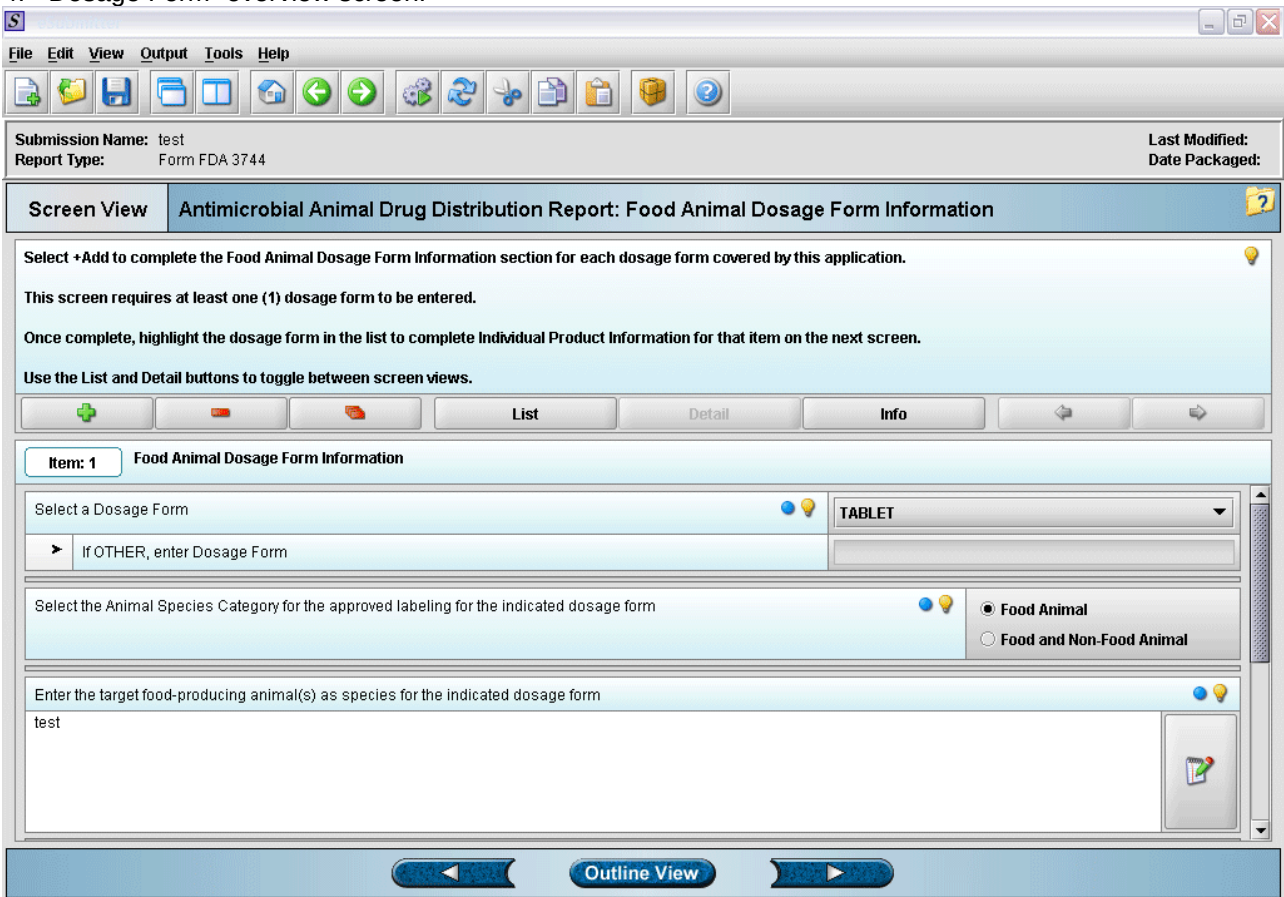 "Dosage Form" overview screen.
S
File Edit View Output Tools Help
Submission Name: test
Last Modified:
Report Type: Form FDA 3744
Date Packaged:
Screen View
Antimicrobial Animal Drug Distribution Report: Food Animal Dosage Form Information
Select +Add to complete the Food Animal Dosage Form Information section for each dosage form covered by this application.
This screen requires at least one (1) dosage form to be entered.
Once complete, highlight the dosage form in the list to complete Individual Product Information for that item on the next screen.
Use the List and Detail buttons to toggle between screen views.
List Detail Info
Item: 1 Food Animal Dosage Form Information
Select a Dosage Form TABLET
If OTHER, enter Dosage Form
Select the Animal Species Category for the approved labeling for the indicated dosage form
Food Animal
Food and Non-Food Animal
Enter the target food-producing animal(s) as species for the indicated dosage form
test
Outline View